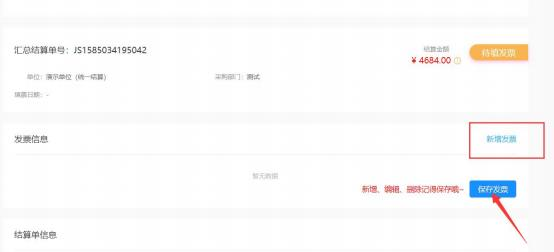 汇总结算单号：JS1585034195042
结算金额
¥ 4684.00
待填发票
单位：演示单位（统一结算）
采购部门：测试
填票日期：-
发票信息
新增发票
暂无数据
新增、编辑、删除记得保存哦~
保存发票
结算单信息